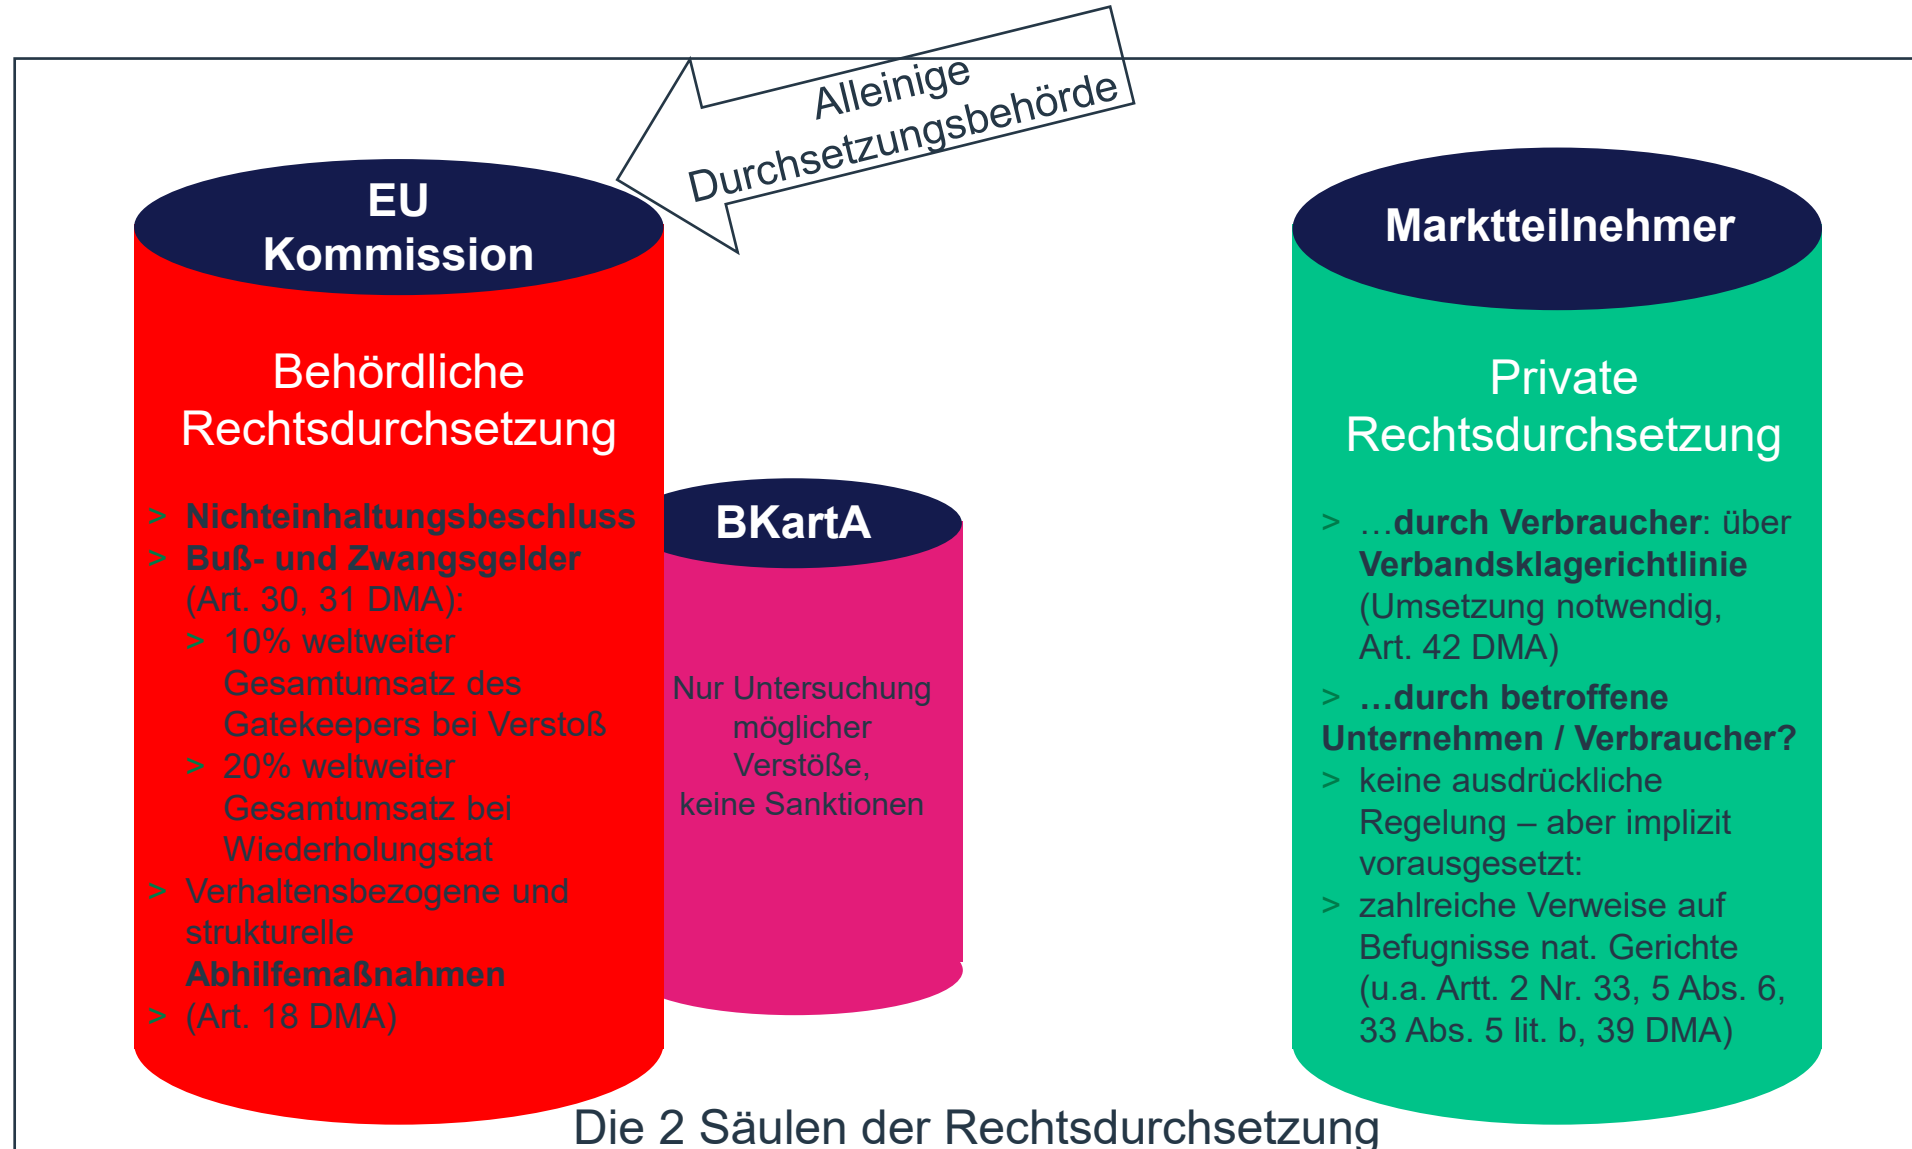 Alleinige
Durchsetzungsbehörde
EU
Kommission
Behördliche
Rechtsdurchsetzung
> Nichteinhaltungsbeschluss
> Buß- und Zwangsgelder
(Art. 30, 31 DMA):
> 10% weltweiter
Gesamtumsatz des
Gatekeepers bei Verstoß
> 20% weltweiter
Gesamtumsatz bei
Wiederholungstat
> Verhaltensbezogene und
strukturelle
Abhilfemaßnahmen
> (Art. 18 DMA)
BKartA
Nur Untersuchung
möglicher
Verstöße,
keine Sanktionen
Marktteilnehmer
Private
Rechtsdurchsetzung
> …durch Verbraucher: über
Verbandsklagerichtlinie
(Umsetzung notwendig,
Art. 42 DMA)
> …durch betroffene
Unternehmen / Verbraucher?
> keine ausdrückliche
Regelung – aber implizit
vorausgesetzt:
> zahlreiche Verweise auf
Befugnisse nat. Gerichte
(u.a. Artt. 2 Nr. 33, 5 Abs. 6,
33 Abs. 5 lit. b, 39 DMA)
Die 2 Säulen der Rechtsdurchsetzung